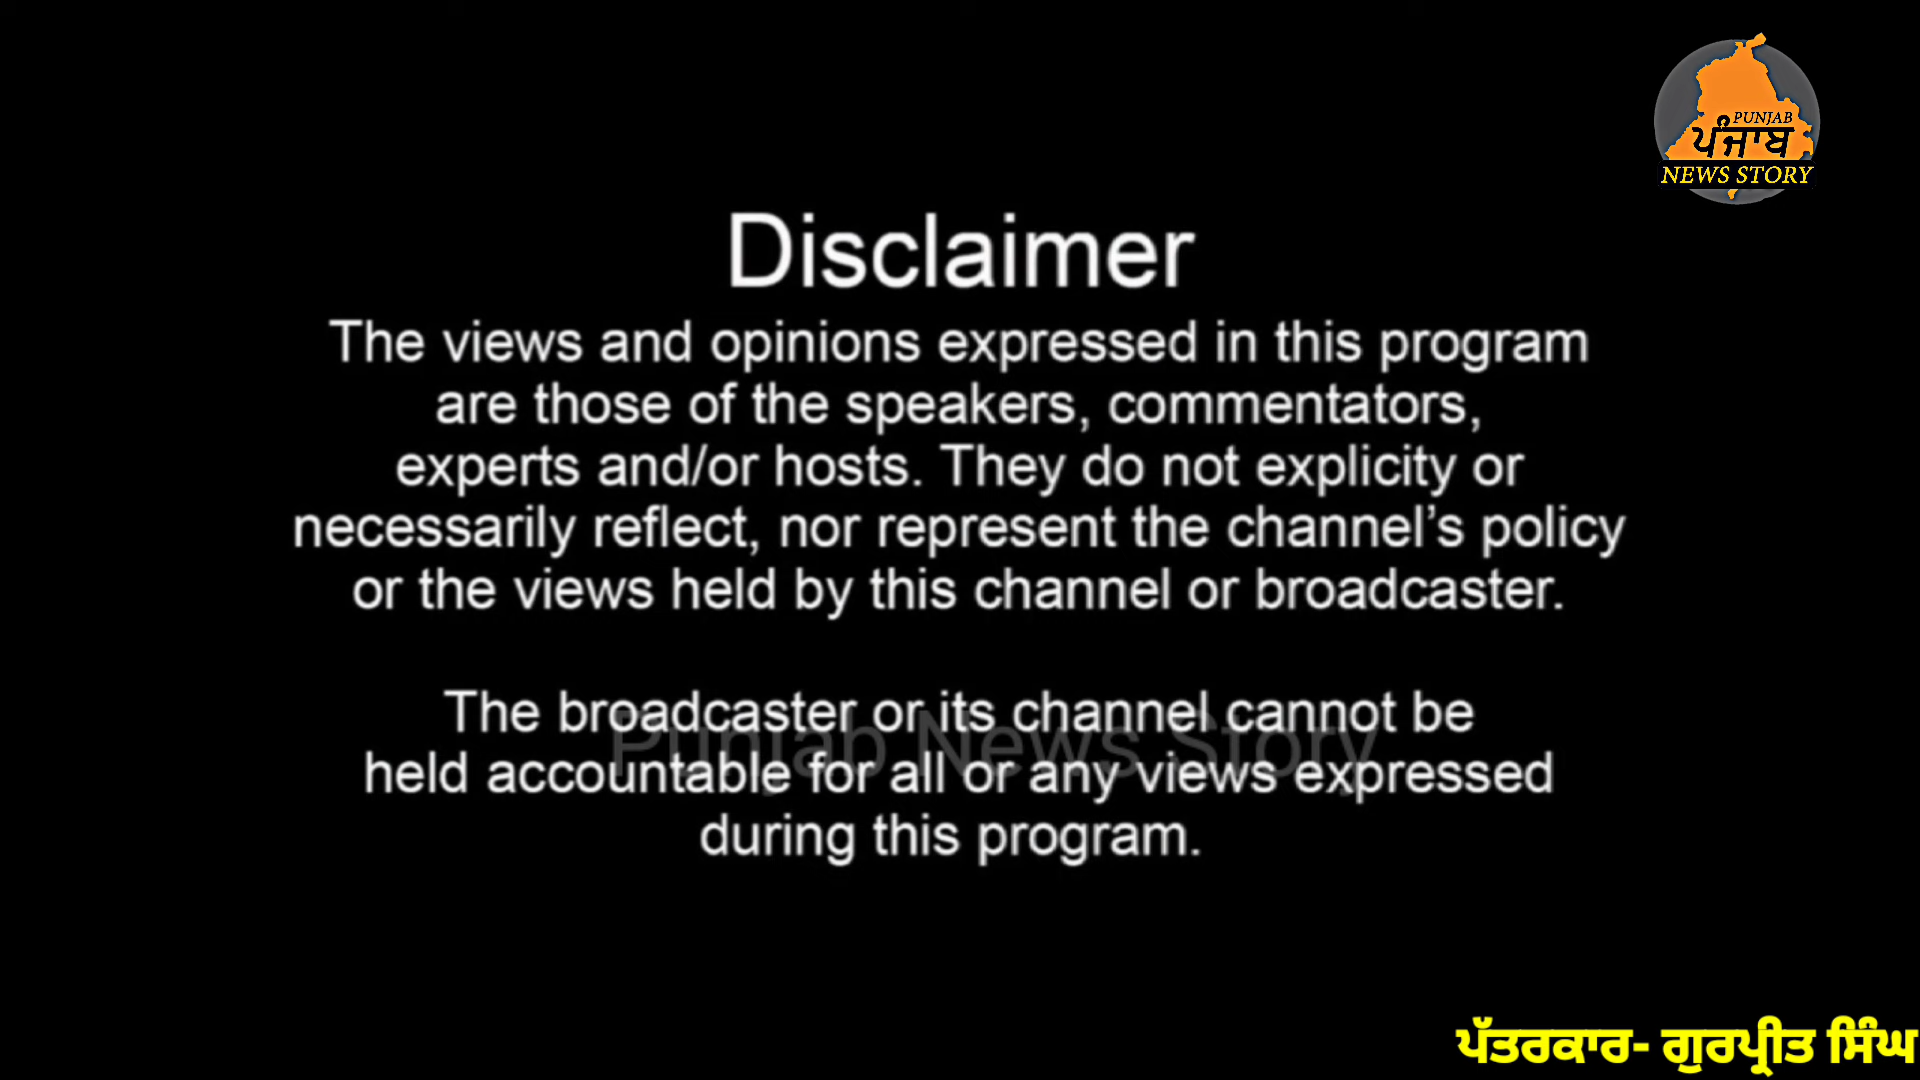 PUNJAB
ਪੰਜਾਬ
NEWS STORY
Disclaimer
The views and opinions expressed in this program
are those of the speakers, commentators,
experts and/or hosts. They do not explicity or
necessarily reflect, nor represent the channel’s policy
or the views held by this channel or broadcaster.
The broadcaster or its channel cannot be
Punjab News Story
held accountable for all or any views expressed
during this program.
ਪੱਤਰਕਾਰ- ਗੁਰਪ੍ਰੀਤ ਸਿੰਘ